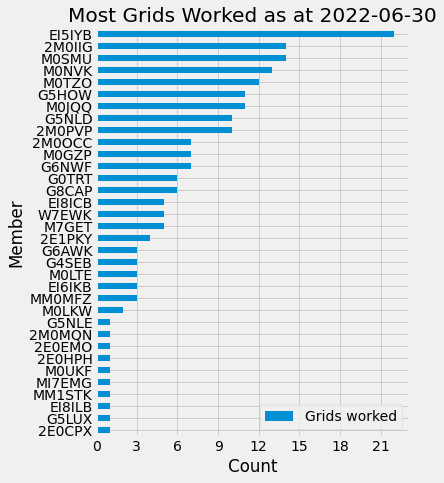 Most Grids Worked as at 2022-06-30
EI5IYB
2M0IIG
M0SMU
M0NVK
M0TZO
G5HOW
M0JQQ
G5NLD
2M0PVP
2M0OCC
M0GZP
G6NWF
G0TRT
G8CAP
EI8ICB
W7EWK
M7GET
2E1PKY
G6AWK
G4SEB
M0LTE
EI6IKB
MM0MFZ
M0LKW
G5NLE
2M0MQN
2E0EMO
2E0HPH
M0UKF
MI7EMG
MM1STK
EI8ILB
G5LUX
2E0CPX
Member
Grids worked
0 3 6 9 12 15 18 21
Count